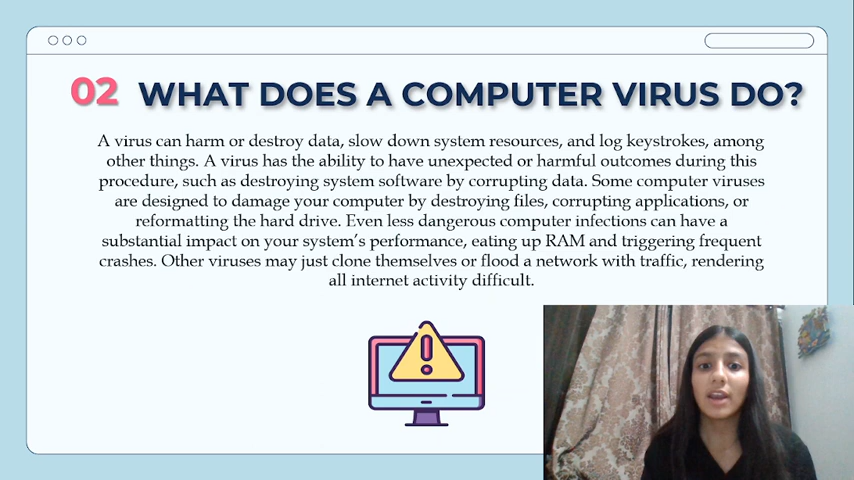 02 WHAT DOES A COMPUTER VIRUS DO?
A virus can harm or destroy data, slow down system resources, and log keystrokes, among
other things. A virus has the ability to have unexpected or harmful outcomes during this
procedure, such as destroying system software by corrupting data. Some computer viruses
are designed to damage your computer by destroying files, corrupting applications, or
reformatting the hard drive. Even less dangerous computer infections can have a
substantial impact on your system's performance, eating up RAM and triggering frequent
crashes. Other viruses may just clone themselves or flood a network with traffic, rendering
all internet activity difficult.